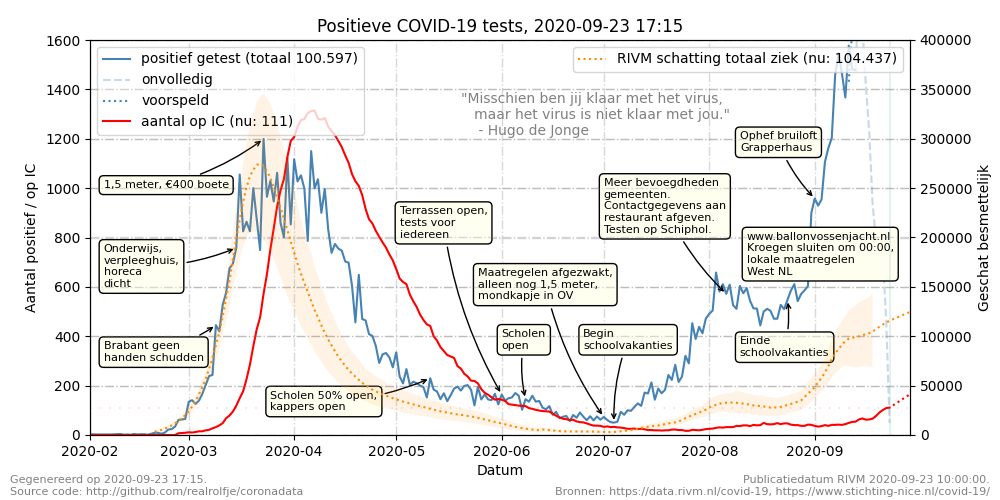 Positieve COVID-19 tests, 2020-09-23 17:15
positief getest (totaal 100.597)
onvolledig
voorspeld
aantal op IC (nu: 111)
RIVM schatting totaal ziek (nu: 104.437)
"Misschien ben jij klaar met het virus,
maar het virus is niet klaar met jou."
- Hugo de Jonge
Ophef bruiloft
Grapperhaus
1,5 meter, €400 boete
Meer bevoegdheden
gemeenten.
Contactgegevens aan
restaurant afgeven.
Testen op Schiphol.
Terrassen open,
tests voor
iedereen.
www.ballonvossenjacht.nl
Kroegen sluiten om 00:00,
lokale maatregelen
West NL
Onderwijs,
verpleeghuis,
horeca
dicht
Maatregelen afgezwakt,
alleen nog 1,5 meter,
mondkapje in OV
Scholen
open
Begin
schoolvakanties
Einde
schoolvakanties
Brabant geen
handen schudden
Scholen 50% open,
kappers open
Aantal positief / op IC
1600
1400
1200
1000
800
600
400
200
0
Geschat besmettelijk
400000
350000
300000
250000
200000
150000
100000
50000
0
2020-02
2020-03
2020-04
2020-05
2020-06
2020-07
2020-08
2020-09
Datum
Gegenereerd op 2020-09-23 17:15.
Source code: http://github.com/realrolfje/coronadata
Publicatiedatum RIVM 2020-09-23 10:00:00.
Bronnen: https://data.rivm.nl/covid-19, https://www.stichting-nice.nl/covid-19/